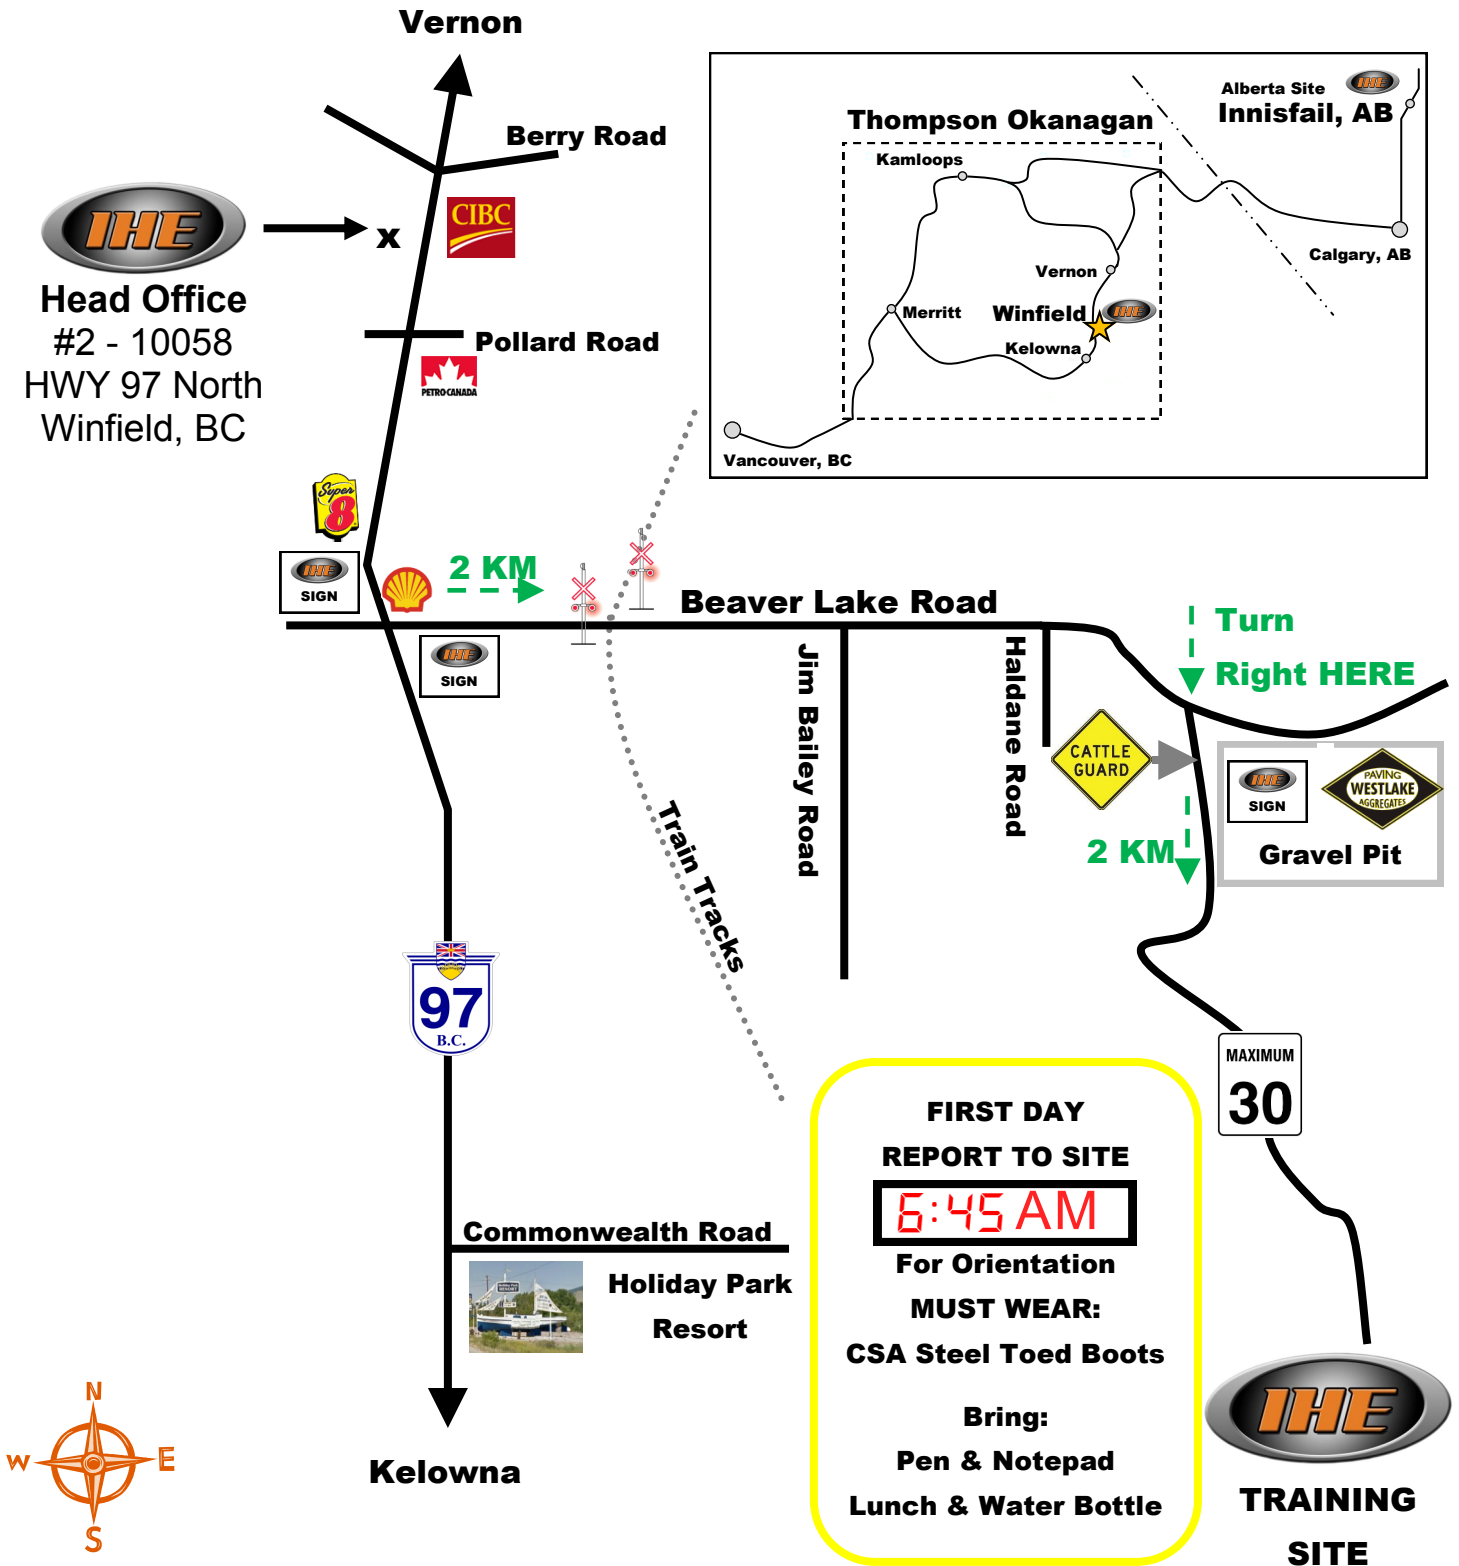 Vernon
Berry Road
IHE
x
CIBC
Head Office
#2 - 10058
HWY 97 North
Winfield, BC
Pollard Road
PETRO-CANADA
Alberta Site
IHE
Innisfail, AB
Thompson Okanagan
Kamloops
Calgary, AB
Vernon
Merritt
Winfield
IHE
Kelowna
Vancouver, BC
Super
8
IHE
SIGN
2 KM
Beaver Lake Road
IHE
SIGN
Turn
Right HERE
Jim Bailey Road
Haldane Road
CATTLE
GUARD
IHE
SIGN
PAVING
WESTLAKE
AGGREGATES
2 KM
Gravel Pit
Train Tracks
97
B.C.
MAXIMUM
30
FIRST DAY
REPORT TO SITE
6:45 AM
For Orientation
MUST WEAR:
CSA Steel Toed Boots
Bring:
Pen & Notepad
Lunch & Water Bottle
Commonwealth Road
Holiday Park
RESORT
Holiday Park
Resort
N
W
E
S
Kelowna
IHE
TRAINING
SITE